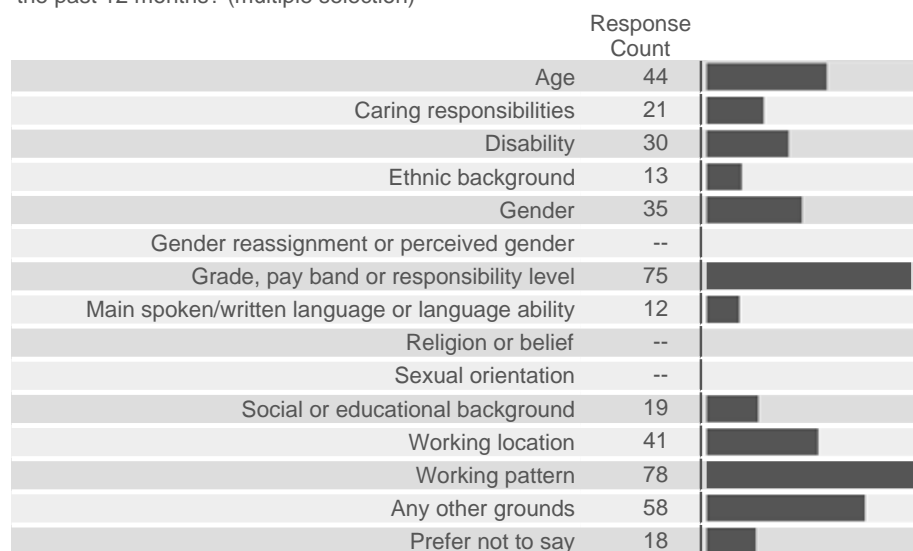 the past 12 months? (multiple selection)
Response
Count
Age 44
Caring responsibilities 21
Disability 30
Ethnic background 13
Gender 35
Gender reassignment or perceived gender --
Grade, pay band or responsibility level 75
Main spoken/written language or language ability 12
Religion or belief --
Sexual orientation --
Social or educational background 19
Working location 41
Working pattern 78
Any other grounds 58
Prefer not to say 18